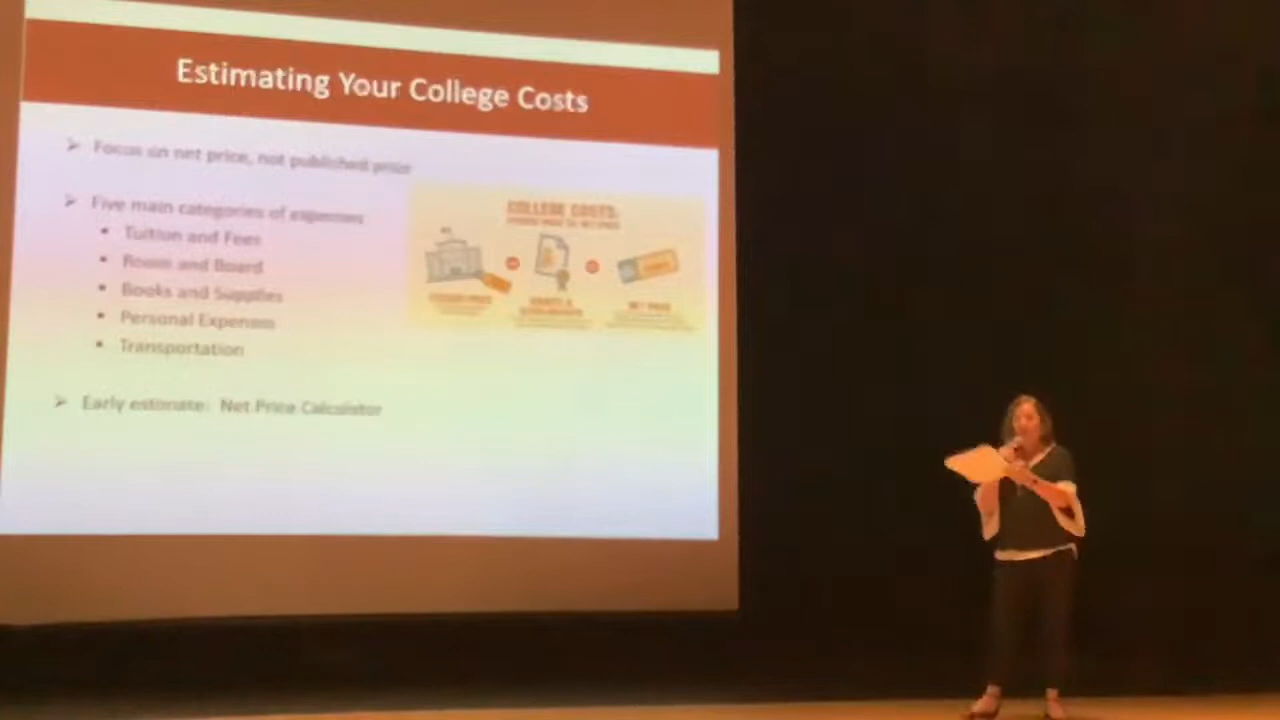 Estimating Your College Costs
Focus on net price, not published price
Five main categories of expenses
Tuition and Fees
Room and Board
Books and Supplies
Personal Expenses
Transportation
Early estimate: Net Price Calculator
COLLEGE COSTS: